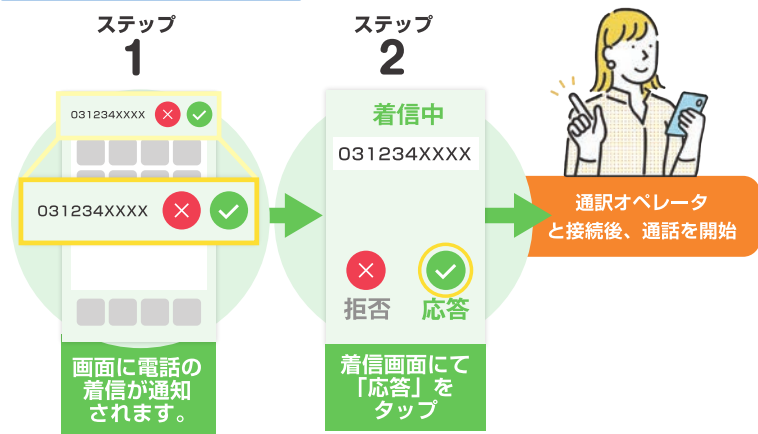 ステップ
1
031234XXXX
031234XXXX
画面に電話の
着信が通知
されます。
ステップ
2
着信中
031234XXXX
拒否
応答
着信画面にて
「応答」を
タップ
通訳オペレータ
と接続後、通話を開始